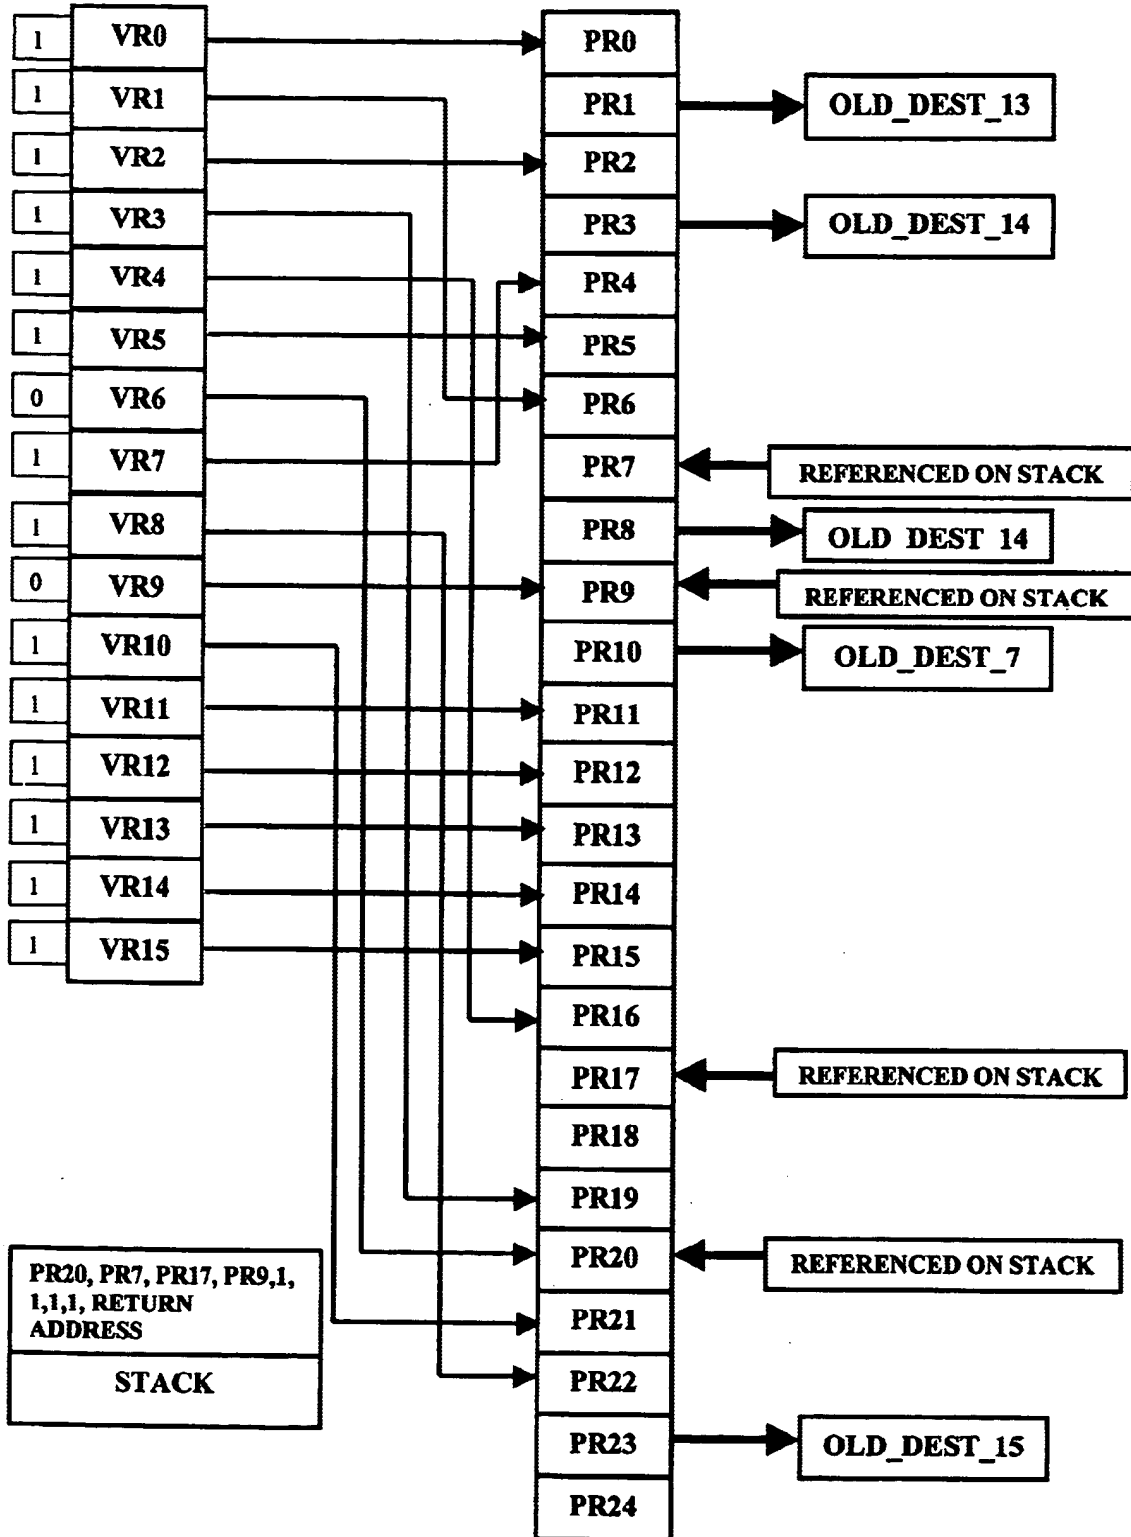 1 VR0 PR0
1 VR1 PR1 OLD_DEST_13
1 VR2 PR2
1 VR3 PR3 OLD_DEST_14
1 VR4 PR4
1 VR5 PR5
0 VR6 PR6
1 VR7 PR7 REFERENCED ON STACK
1 VR8 PR8 OLD DEST 14
0 VR9 PR9 REFERENCED ON STACK
1 VR10 PR10 OLD_DEST_7
1 VR11 PR11
1 VR12 PR12
1 VR13 PR13
1 VR14 PR14
1 VR15 PR15
PR16
PR17 REFERENCED ON STACK
PR18
PR19
PR20 REFERENCED ON STACK
PR21
PR22
PR23 OLD_DEST_15
PR24
PR20, PR7, PR17, PR9,1,
1,1,1, RETURN
ADDRESS
STACK